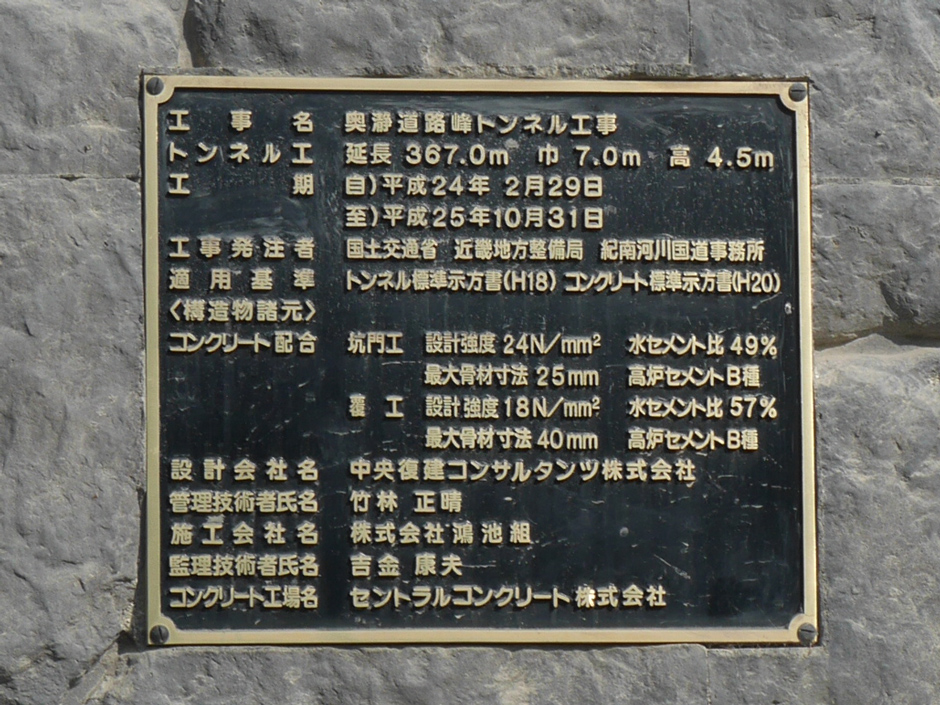 工事名 奥瀞道路峰トンネル工事
トンネル工 延長 367.0m 巾 7.0m 高 4.5m
工期 自)平成24年 2月29日
至)平成25年10月31日
工事発注者 国土交通省 近畿地方整備局 紀南河川国道事務所
適用基準 トンネル標準示方書(H18) コンクリート標準示方書(H20)
〈構造物諸元〉
コンクリート配合 坑門工 設計強度 24N/mm² 水セメント比 49%
最大骨材寸法 25mm 高炉セメントB種
覆工 設計強度 18N/mm² 水セメント比 57%
最大骨材寸法 40mm 高炉セメントB種
設計会社名 中央復建コンサルタンツ株式会社
管理技術者氏名 竹林 正晴
施工会社名 株式会社鴻池組
監理技術者氏名 吉金 康夫
コンクリート工場名 セントラルコンクリート株式会社